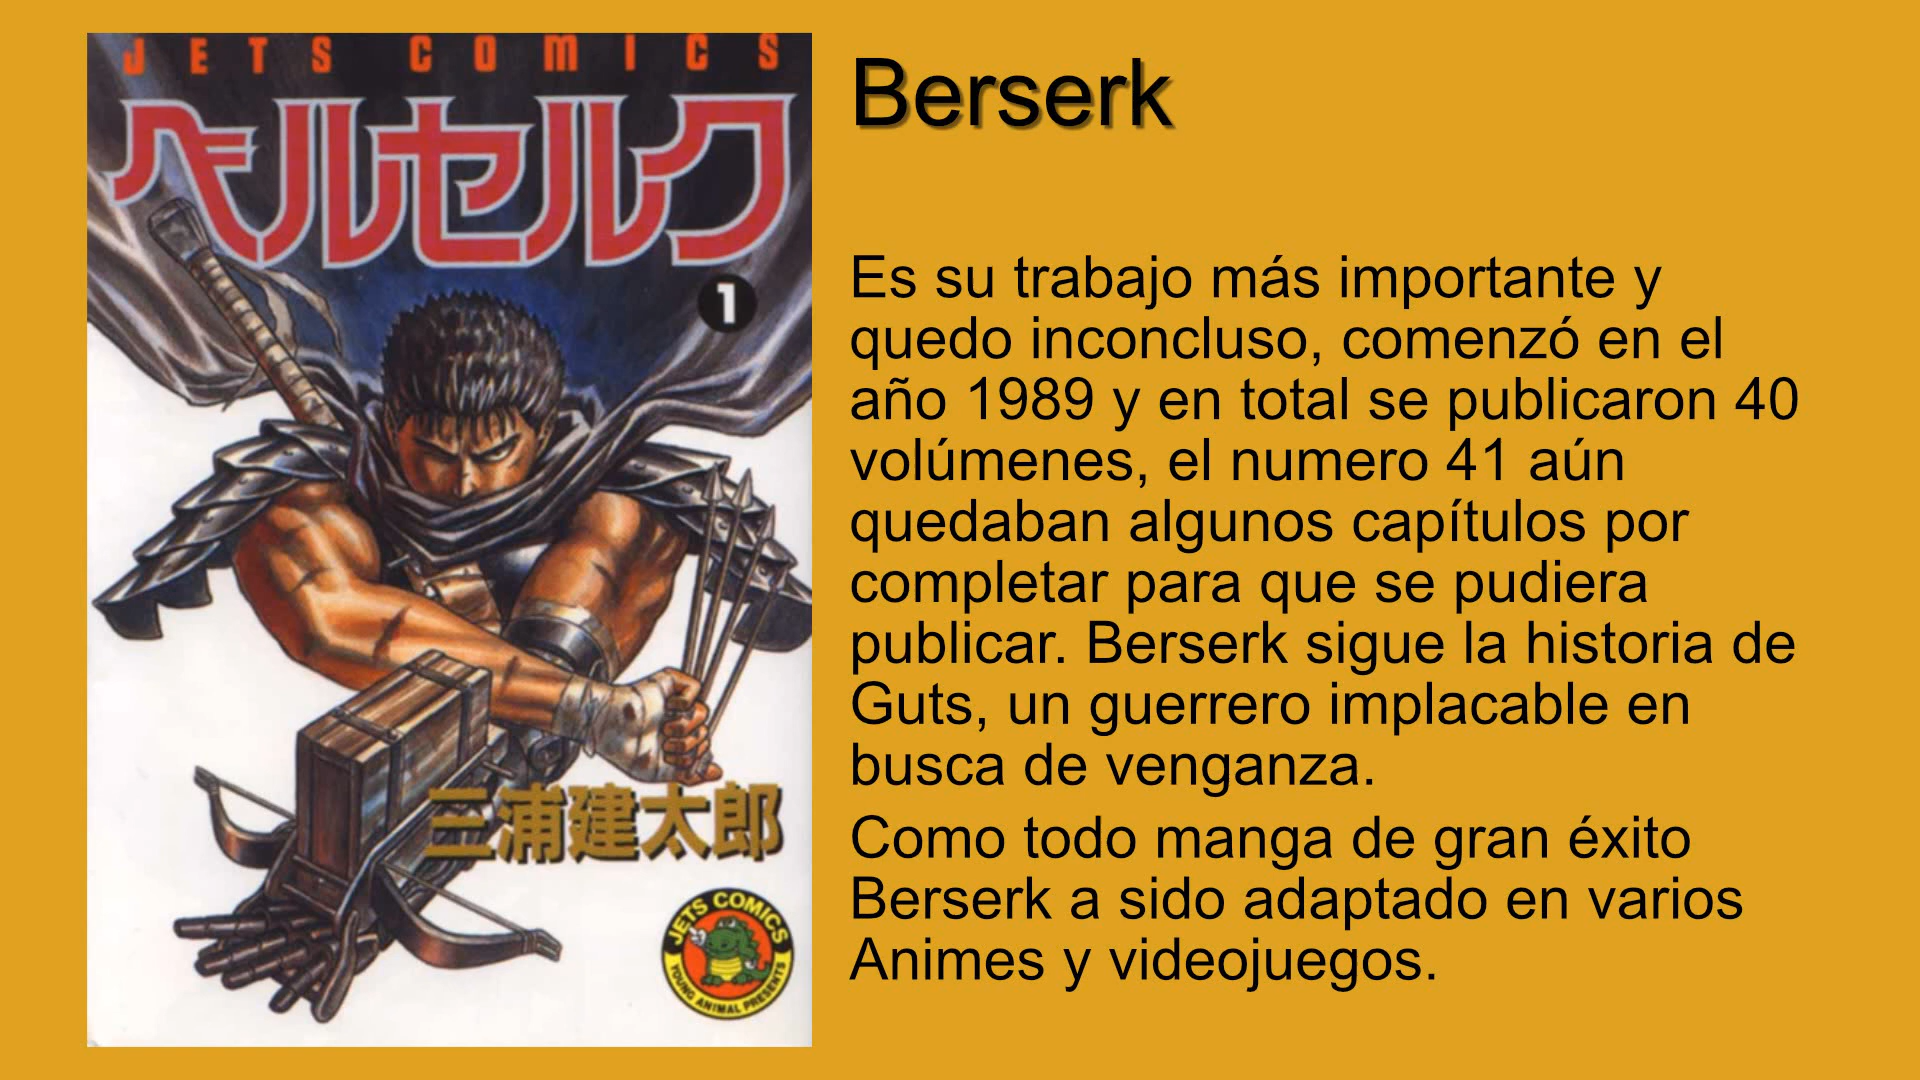 JETS COMICS
ベルセルク
1
三浦建太郎
JETS COMICS
YOUNG ANIMAL PRESENTS
Berserk
Es su trabajo más importante y
quedo inconcluso, comenzó en el
año 1989 y en total se publicaron 40
volúmenes, el numero 41 aún
quedaban algunos capítulos por
completar para que se pudiera
publicar. Berserk sigue la historia de
Guts, un guerrero implacable en
busca de venganza.
Como todo manga de gran éxito
Berserk a sido adaptado en varios
Animes y videojuegos.